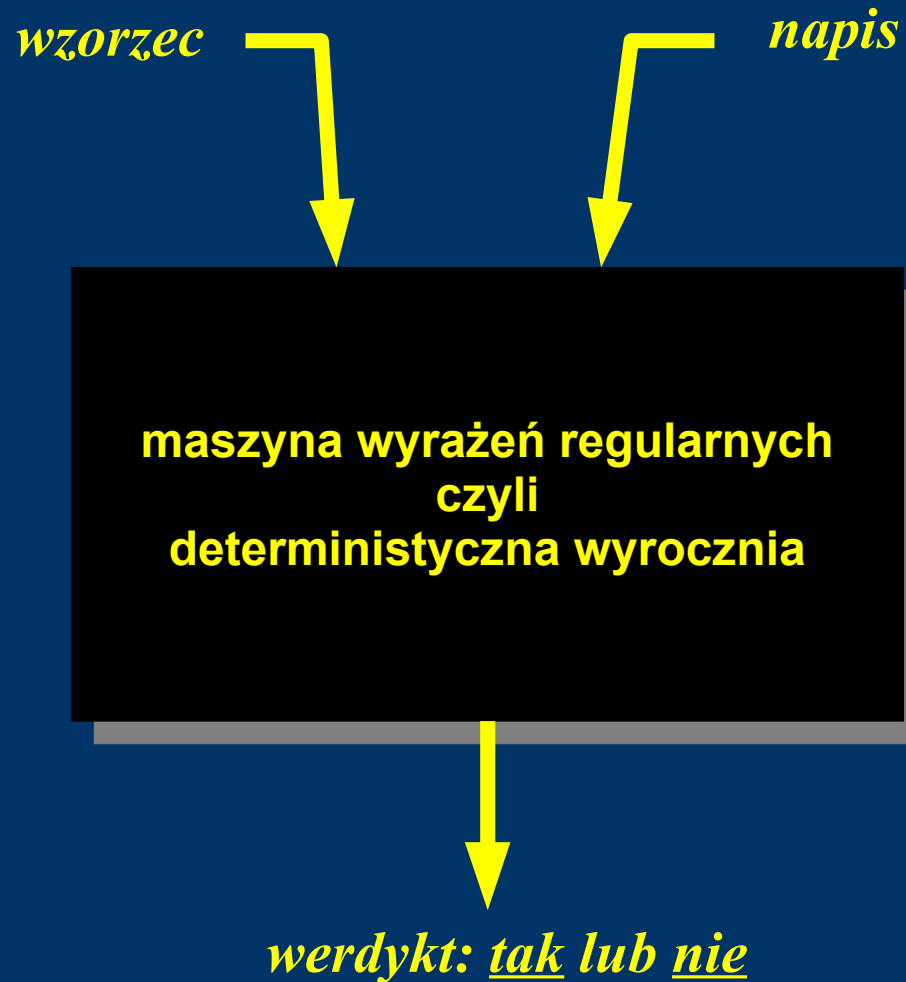 wzorzec
napis
maszyna wyrażeń regularnych
czyli
deterministyczna wyrocznia
werdykt: tak lub nie